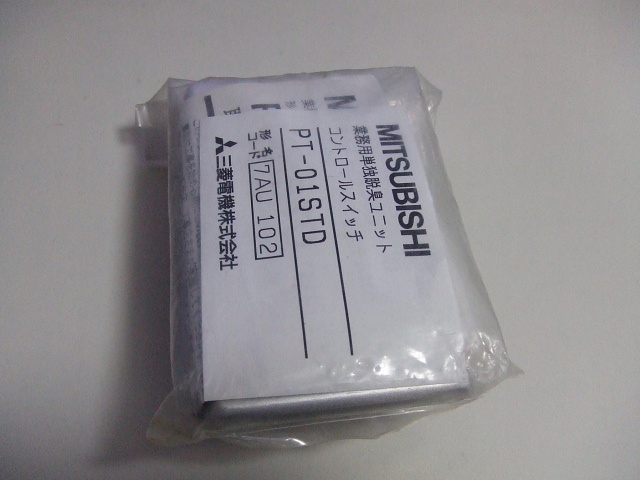 MITSUBISHI
業務用単独脱臭ユニット
コントロールスイッチ
PT-01STD
形名
コード 7AU 102
三菱電機株式会社